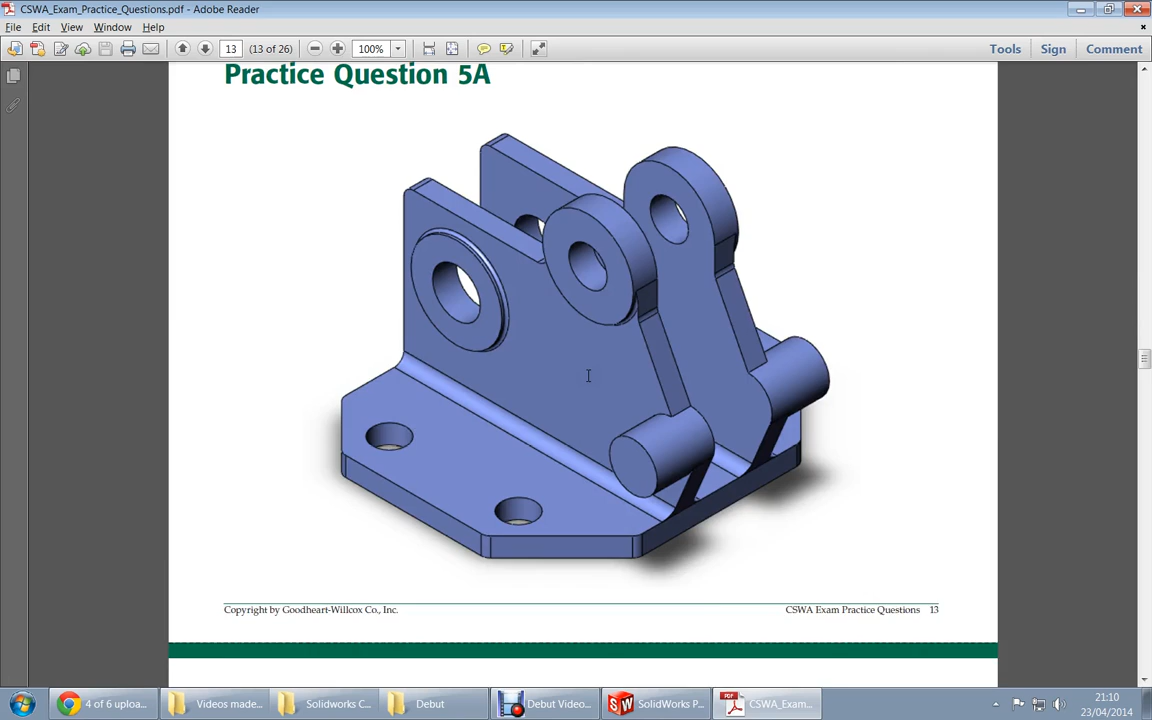 CSWA_Exam_Practice_Questions.pdf - Adobe Reader
File Edit View Window Help
13 (13 of 26) 100% Tools Sign Comment
Practice Question 5A
Copyright by Goodheart-Willcox Co., Inc. CSWA Exam Practice Questions 13
4 of 6 uploa... Videos made... Solidworks C... Debut Debut Video... SolidWorks P... CSWA_Exam...
21:10
23/04/2014